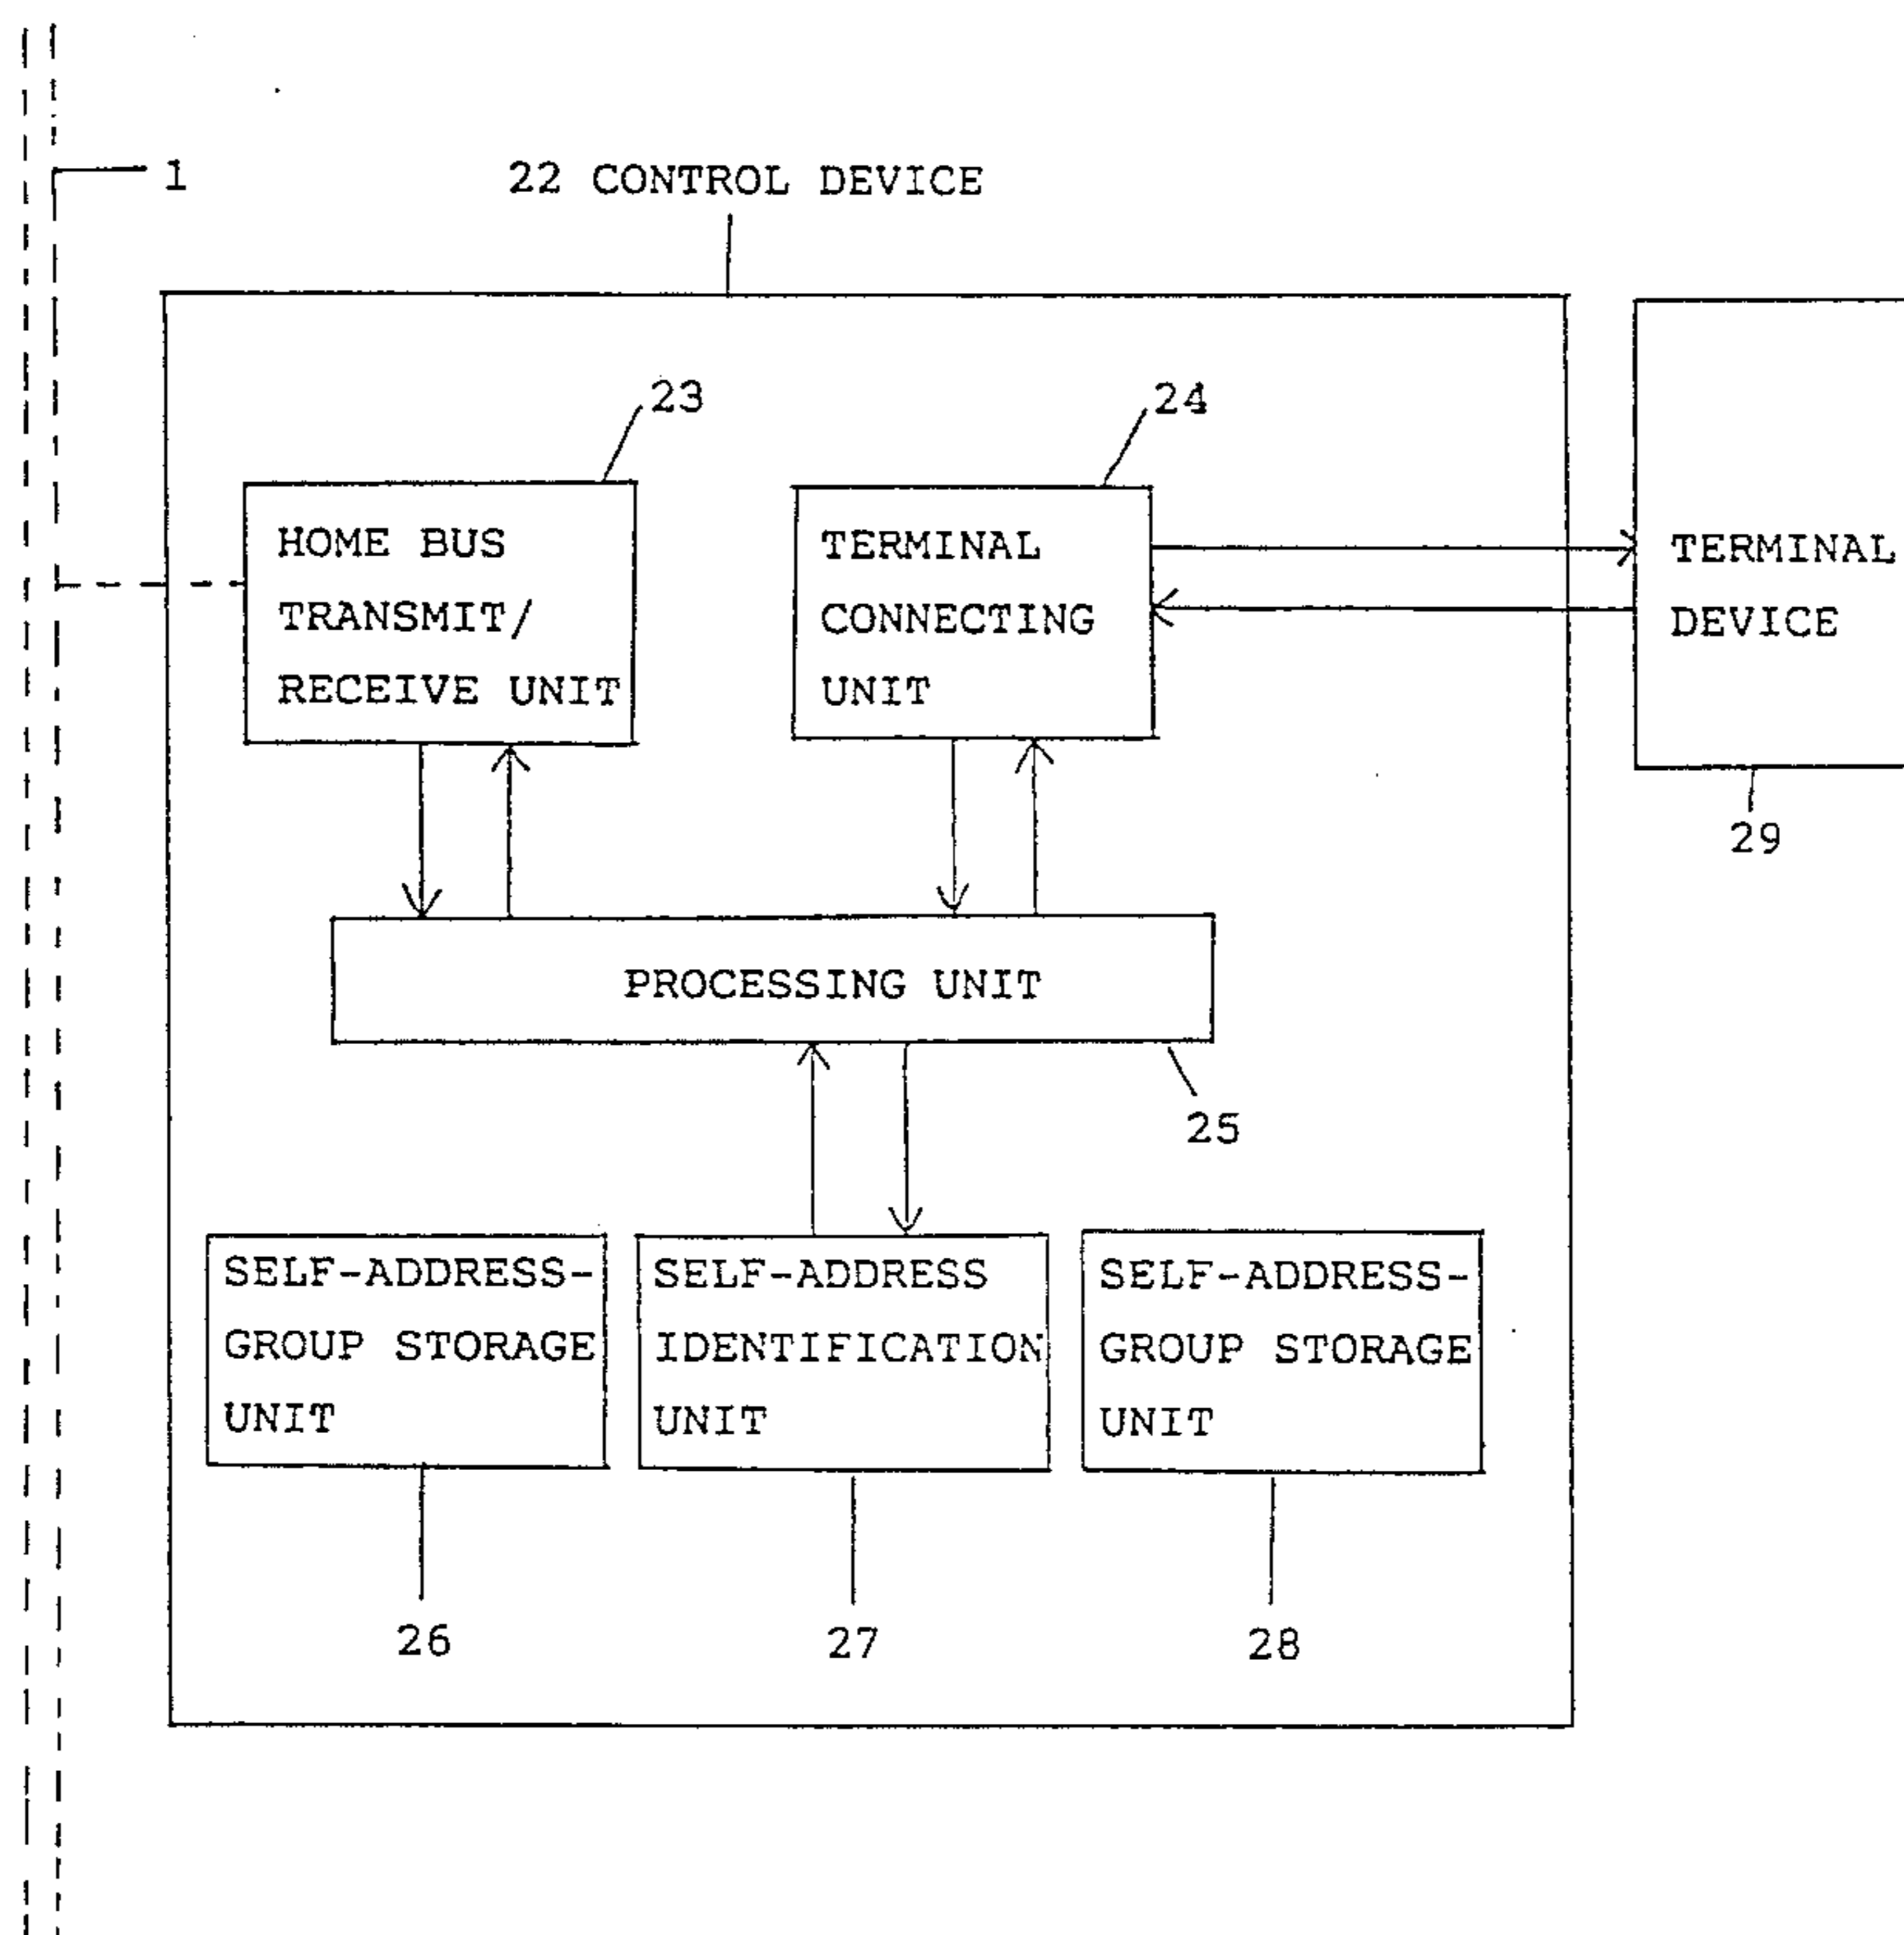 1
22 CONTROL DEVICE
23
24
HOME BUS
TRANSMIT/
RECEIVE UNIT
TERMINAL
CONNECTING
UNIT
TERMINAL
DEVICE
29
PROCESSING UNIT
25
SELF-ADDRESS-
GROUP STORAGE
UNIT
SELF-ADDRESS
IDENTIFICATION
UNIT
SELF-ADDRESS-
GROUP STORAGE
UNIT
26
27
28